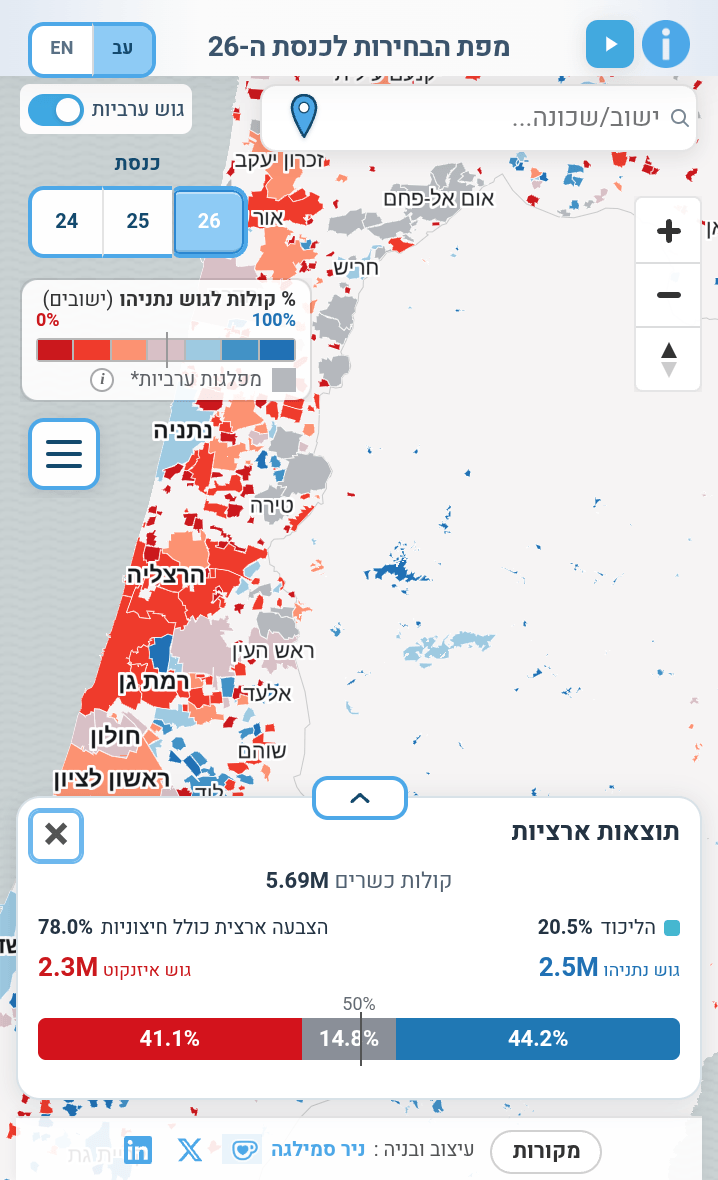 מפת הבחירות לכנסת ה-26
עב EN
גוש ערביות
ישוב/שכונה...
כנסת
24 25 26
% קולות לגוש נתניהו (ישובים)
0% 100%
מפלגות ערביות*
זכרון יעקב
אום אל-פחם
אור
חריש
נתניה
טירה
הרצליה
ראש העין
רמת גן
אלעד
חולון
שוהם
ראשון לציון
לוד
תוצאות ארציות
קולות כשרים 5.69M
הליכוד 20.5%
הצבעה ארצית כולל חיצוניות 78.0%
גוש נתניהו 2.5M
גוש איזנקוט 2.3M
50%
41.1% 14.8% 44.2%
מקורות
עיצוב ובניה : ניר סמילגה